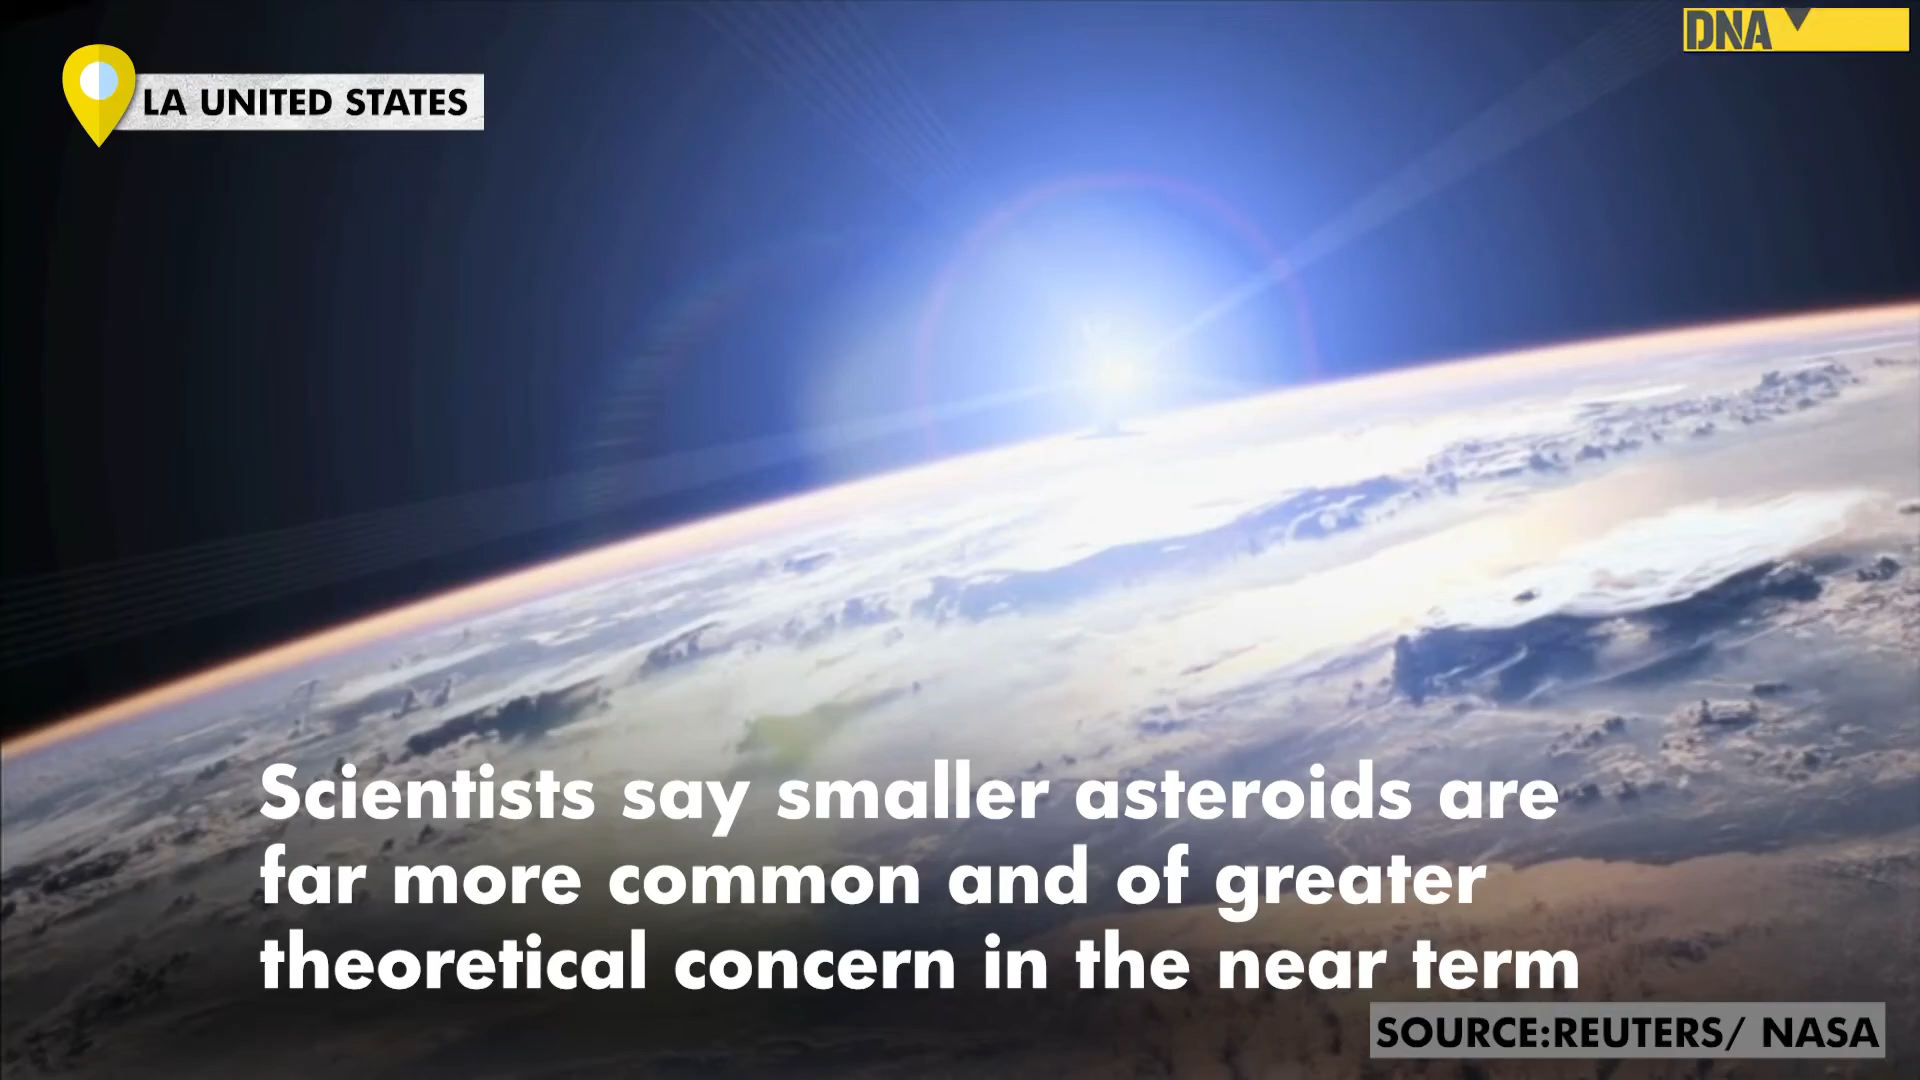 DNA
LA UNITED STATES
Scientists say smaller asteroids are
far more common and of greater
theoretical concern in the near term
SOURCE:REUTERS/ NASA